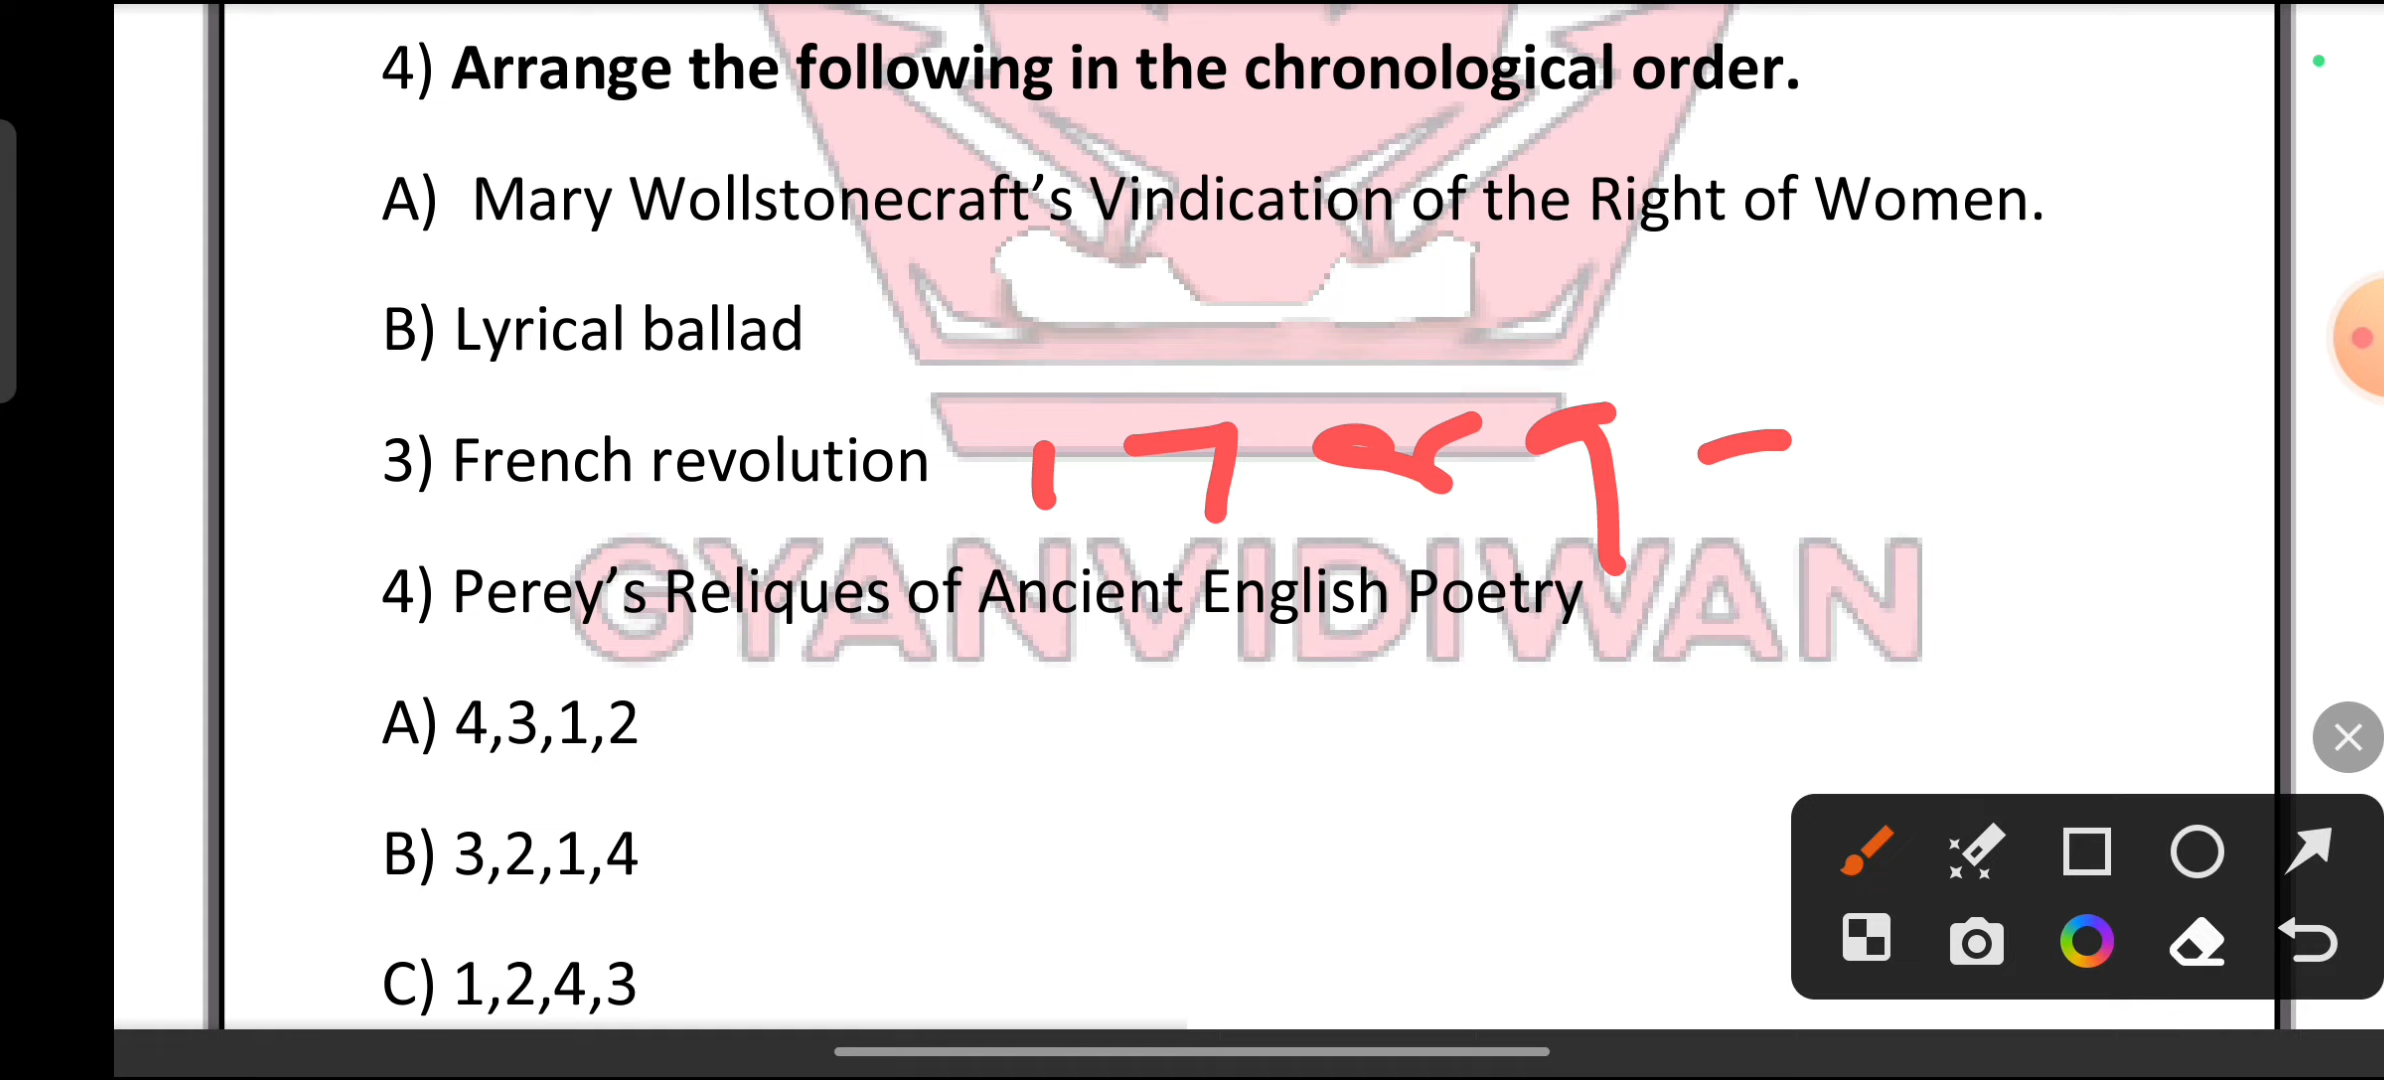 4) Arrange the following in the chronological order.
A) Mary Wollstonecraft’s Vindication of the Right of Women.
B) Lyrical ballad
3) French revolution 1789 –
GYANVIDIWAN
4) Perey’s Reliques of Ancient English Poetry
A) 4,3,1,2
B) 3,2,1,4
C) 1,2,4,3